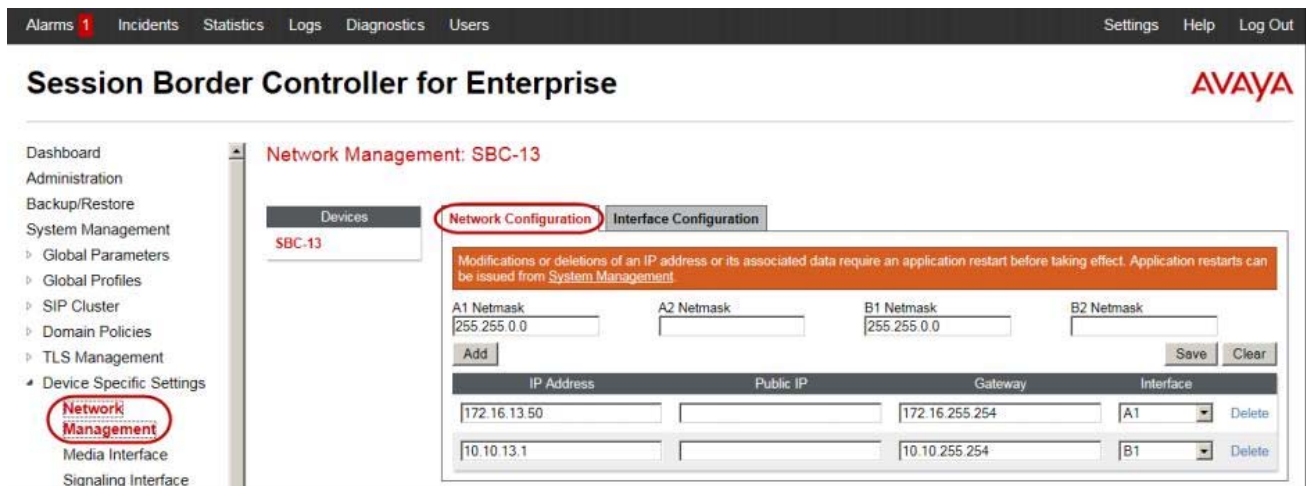 Alarms 1 Incidents Statistics Logs Diagnostics Users Settings Help Log Out
Session Border Controller for Enterprise
AVAYA
Dashboard
Administration
Backup/Restore
System Management
Global Parameters
Global Profiles
SIP Cluster
Domain Policies
TLS Management
Device Specific Settings
Network
Management
Media Interface
Signaling Interface
Network Management: SBC-13
Devices
SBC-13
Network Configuration Interface Configuration
Modifications or deletions of an IP address or its associated data require an application restart before taking effect. Application restarts can
be issued from System Management.
A1 Netmask A2 Netmask B1 Netmask B2 Netmask
255.255.0.0 255.255.0.0
Add Save Clear
IP Address Public IP Gateway Interface
172.16.13.50 172.16.255.254 A1 Delete
10.10.13.1 10.10.255.254 B1 Delete